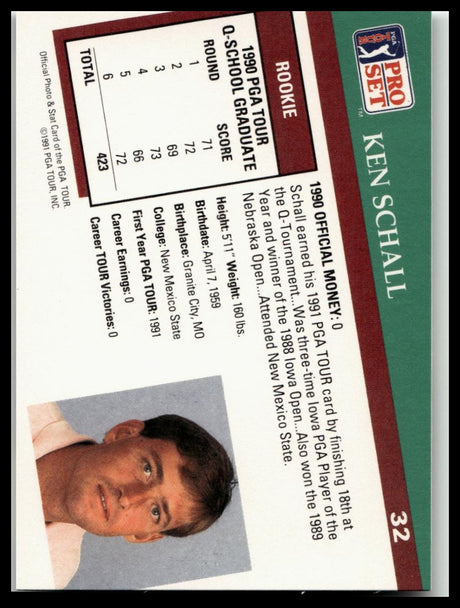 PGA TOUR
PRO
SET
™
KEN SCHALL
32
ROOKIE
1990 PGA TOUR
Q-SCHOOL GRADUATE
ROUND SCORE
1 71
2 72
3 69
4 73
5 66
6 72
TOTAL 423
1990 OFFICIAL MONEY: 0
Schall earned his 1991 PGA TOUR card by finishing 18th at
the Q-Tournament...Was three-time Iowa PGA Player of the
Year and winner of the 1988 Iowa Open...Also won the 1989
Nebraska Open...Attended New Mexico State.
Height: 5'11" Weight: 160 lbs.
Birthdate: April 7, 1959
Birthplace: Granite City, MO
College: New Mexico State
First Year PGA TOUR: 1991
Career Earnings: 0
Career TOUR Victories: 0
Official Photo & Stat Card of the PGA TOUR.
©1991 PGA TOUR, INC.